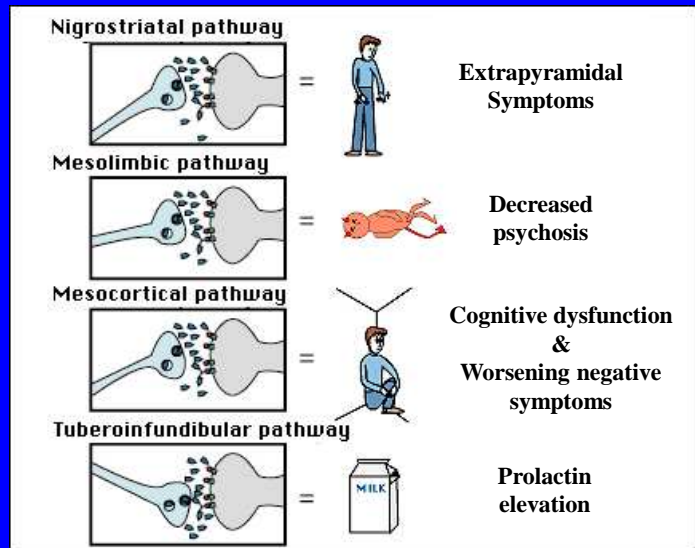 Nigrostriatal pathway
Extrapyramidal
Symptoms
Mesolimbic pathway
Decreased
psychosis
Mesocortical pathway
Cognitive dysfunction
&
Worsening negative
symptoms
Tuberoinfundibular pathway
MILK
Prolactin
elevation